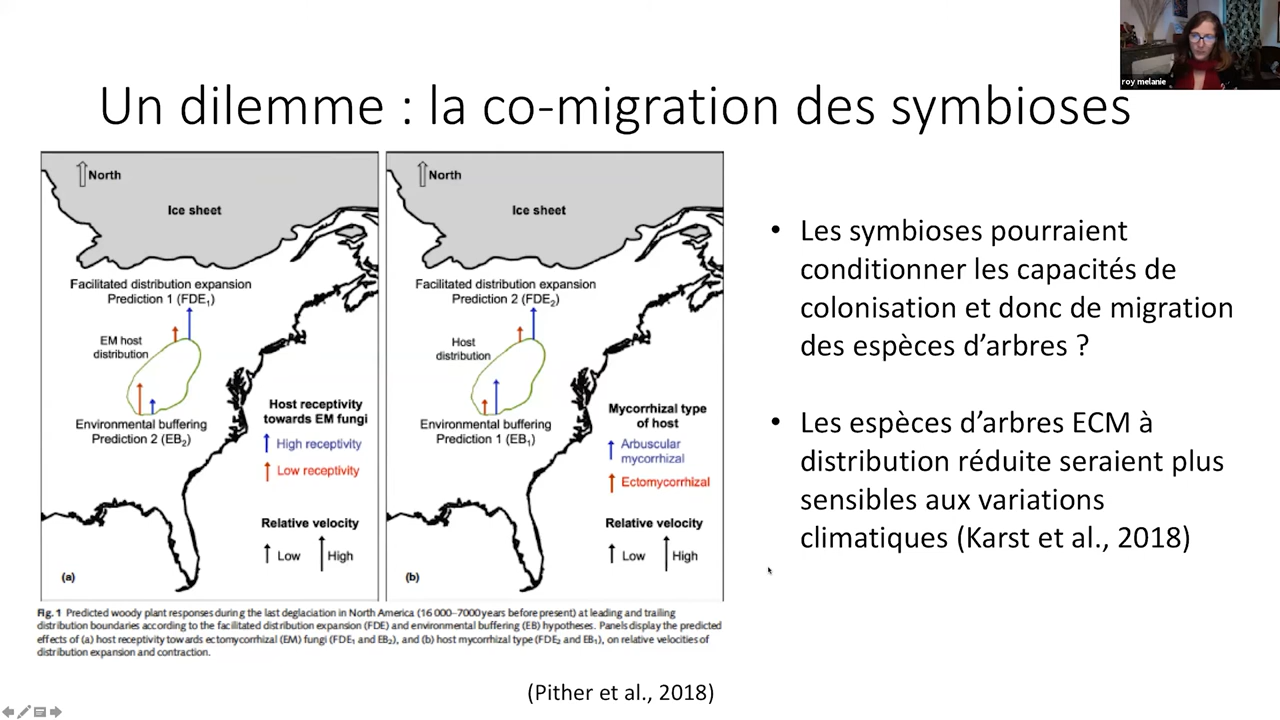 roy melanie
Un dilemme : la co-migration des symbioses
North
Ice sheet
Facilitated distribution expansion
Prediction 1 (FDE₁)
EM host
distribution
Environmental buffering
Prediction 2 (EB₂)
Host receptivity
towards EM fungi
High receptivity
Low receptivity
Relative velocity
Low High
(a)
North
Ice sheet
Facilitated distribution expansion
Prediction 2 (FDE₂)
Host
distribution
Environmental buffering
Prediction 1 (EB₁)
Mycorrhizal type
of host
Arbuscular
mycorrhizal
Ectomycorrhizal
Relative velocity
Low High
(b)
Fig. 1 Predicted woody plant responses during the last deglaciation in North America (16 000–7000 years before present) at leading and trailing
distribution boundaries according to the facilitated distribution expansion (FDE) and environmental buffering (EB) hypotheses. Panels display the predicted
effects of (a) host receptivity towards ectomycorrhizal (EM) fungi (FDE₁ and EB₂), and (b) host mycorrhizal type (FDE₂ and EB₁), on relative velocities of
distribution expansion and contraction.
(Pither et al., 2018)
• Les symbioses pourraient
conditionner les capacités de
colonisation et donc de migration
des espèces d’arbres ?
• Les espèces d’arbres ECM à
distribution réduite seraient plus
sensibles aux variations
climatiques (Karst et al., 2018)